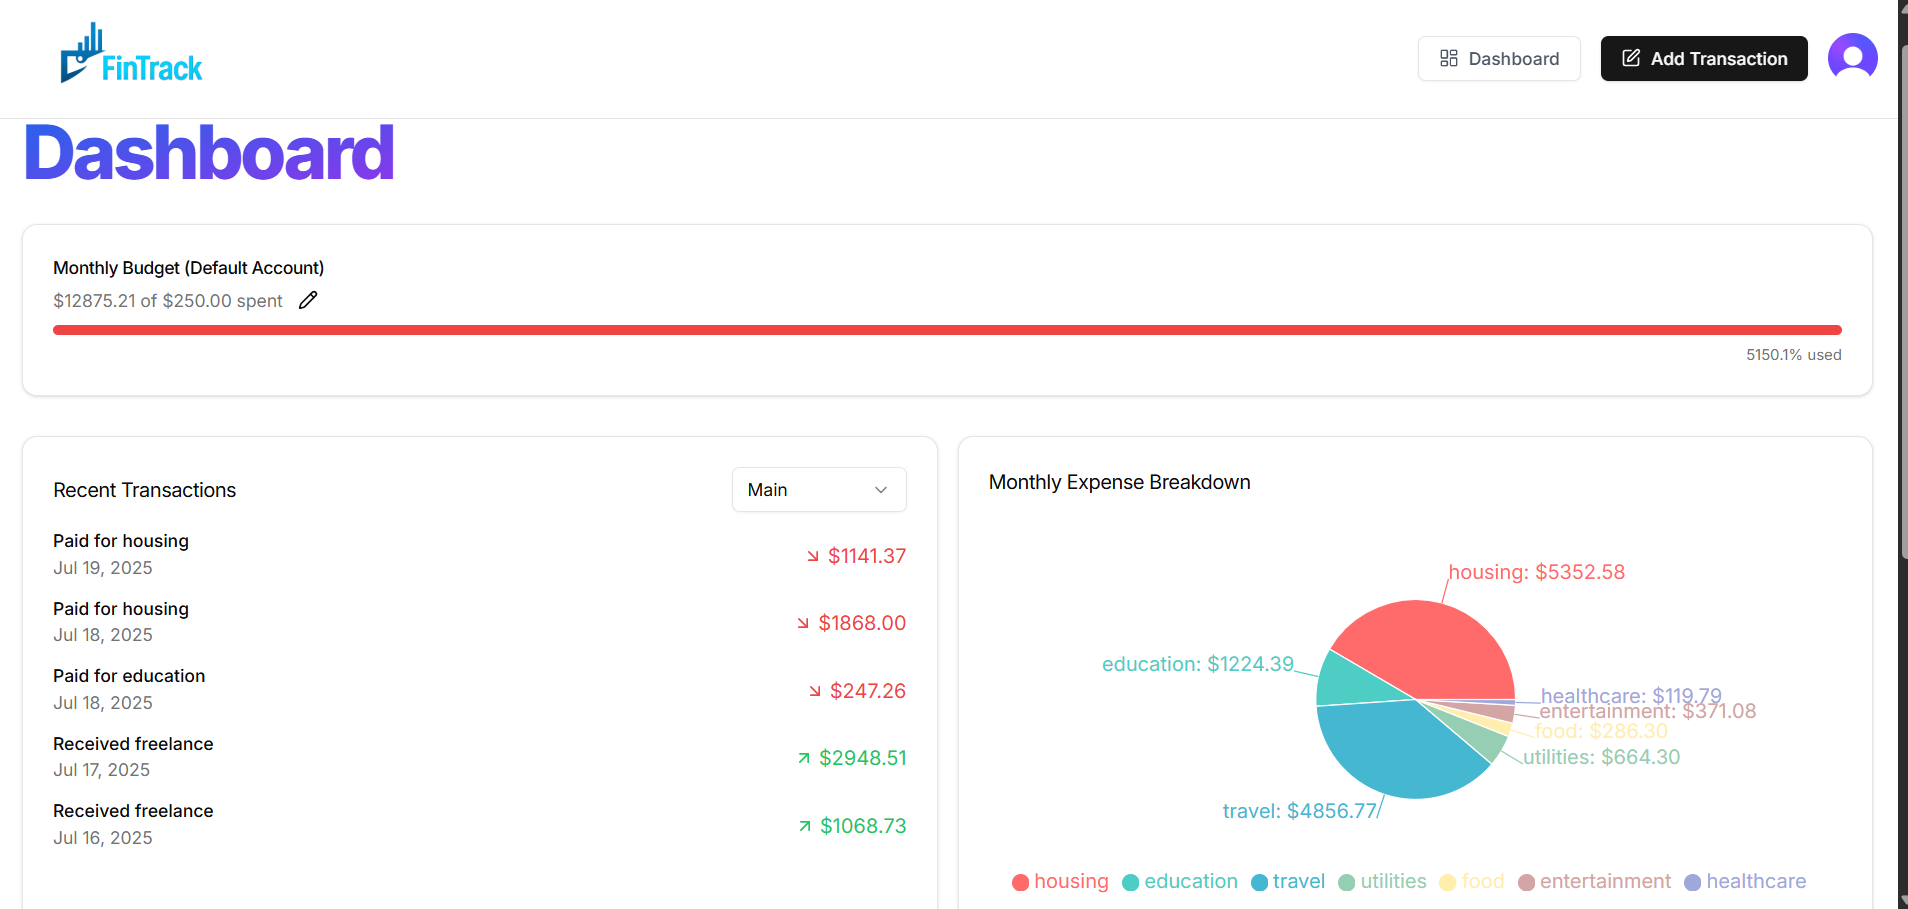 FinTrack
Dashboard
Add Transaction
Dashboard
Monthly Budget (Default Account)
$12875.21 of $250.00 spent
5150.1% used
Recent Transactions
Main
Paid for housing
Jul 19, 2025
$1141.37
Paid for housing
Jul 18, 2025
$1868.00
Paid for education
Jul 18, 2025
$247.26
Received freelance
Jul 17, 2025
$2948.51
Received freelance
Jul 16, 2025
$1068.73
Monthly Expense Breakdown
housing: $5352.58
education: $1224.39
healthcare: $119.79
entertainment: $371.08
food: $286.30
utilities: $664.30
travel: $4856.77
housing education travel utilities food entertainment healthcare